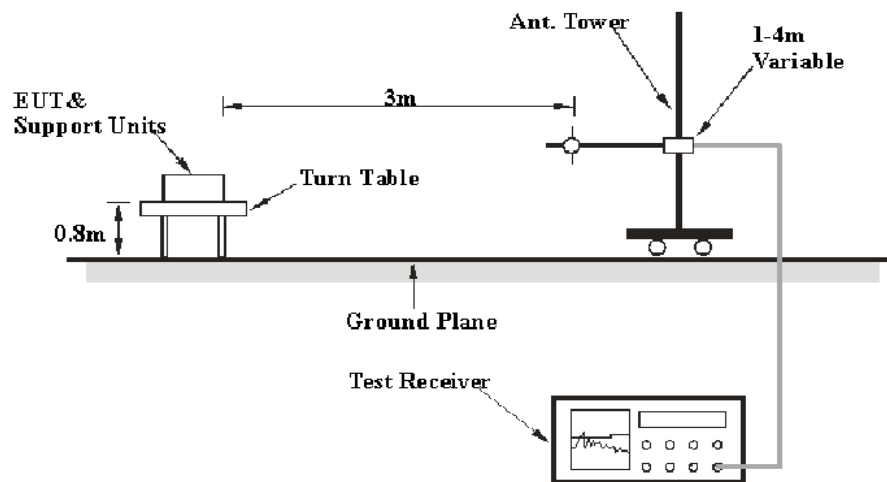 Ant. Tower
1-4m
Variable
3m
EUT&
Support Units
Turn Table
0.8m
Ground Plane
Test Receiver